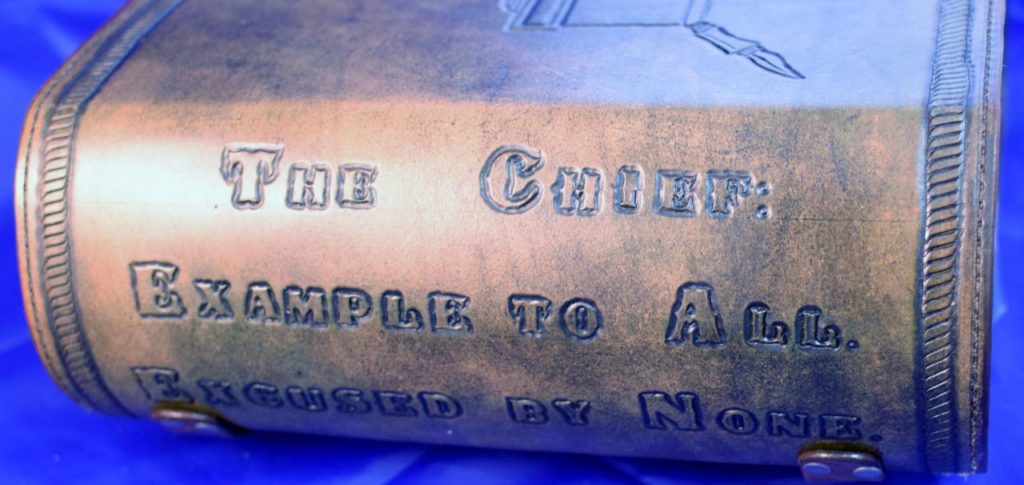 The Chief:
Example to All.
Excused by None.